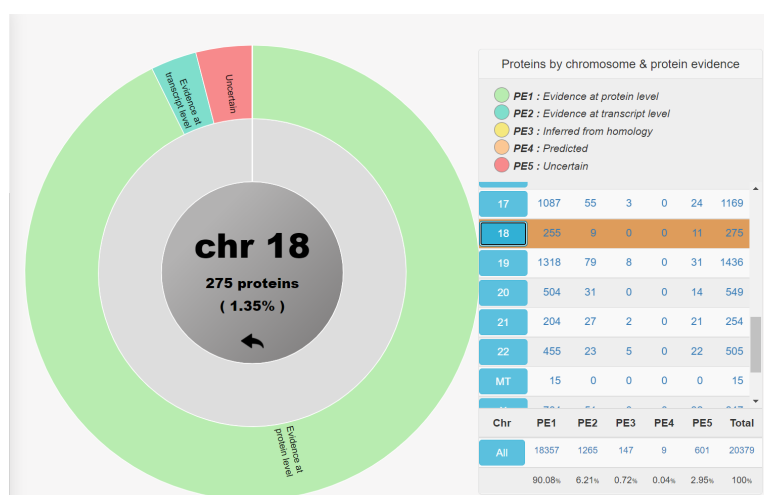 Uncertain
Evidence at
transcript level
chr 18
275 proteins
( 1.35% )
Evidence at
protein level
Proteins by chromosome & protein evidence
PE1 : Evidence at protein level
PE2 : Evidence at transcript level
PE3 : Inferred from homology
PE4 : Predicted
PE5 : Uncertain
17 1087 55 3 0 24 1169
18 255 9 0 0 11 275
19 1318 79 8 0 31 1436
20 504 31 0 0 14 549
21 204 27 2 0 21 254
22 455 23 5 0 22 505
MT 15 0 0 0 0 15
Chr PE1 PE2 PE3 PE4 PE5 Total
All 18357 1265 147 9 601 20379
90.08% 6.21% 0.72% 0.04% 2.95% 100%